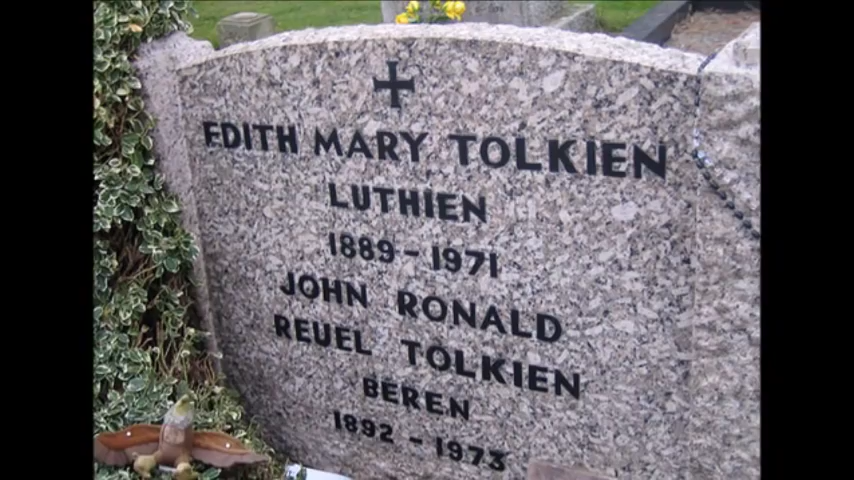 EDITH MARY TOLKIEN
LUTHIEN
1889 - 1971
JOHN RONALD
REUEL TOLKIEN
BEREN
1892 - 1973